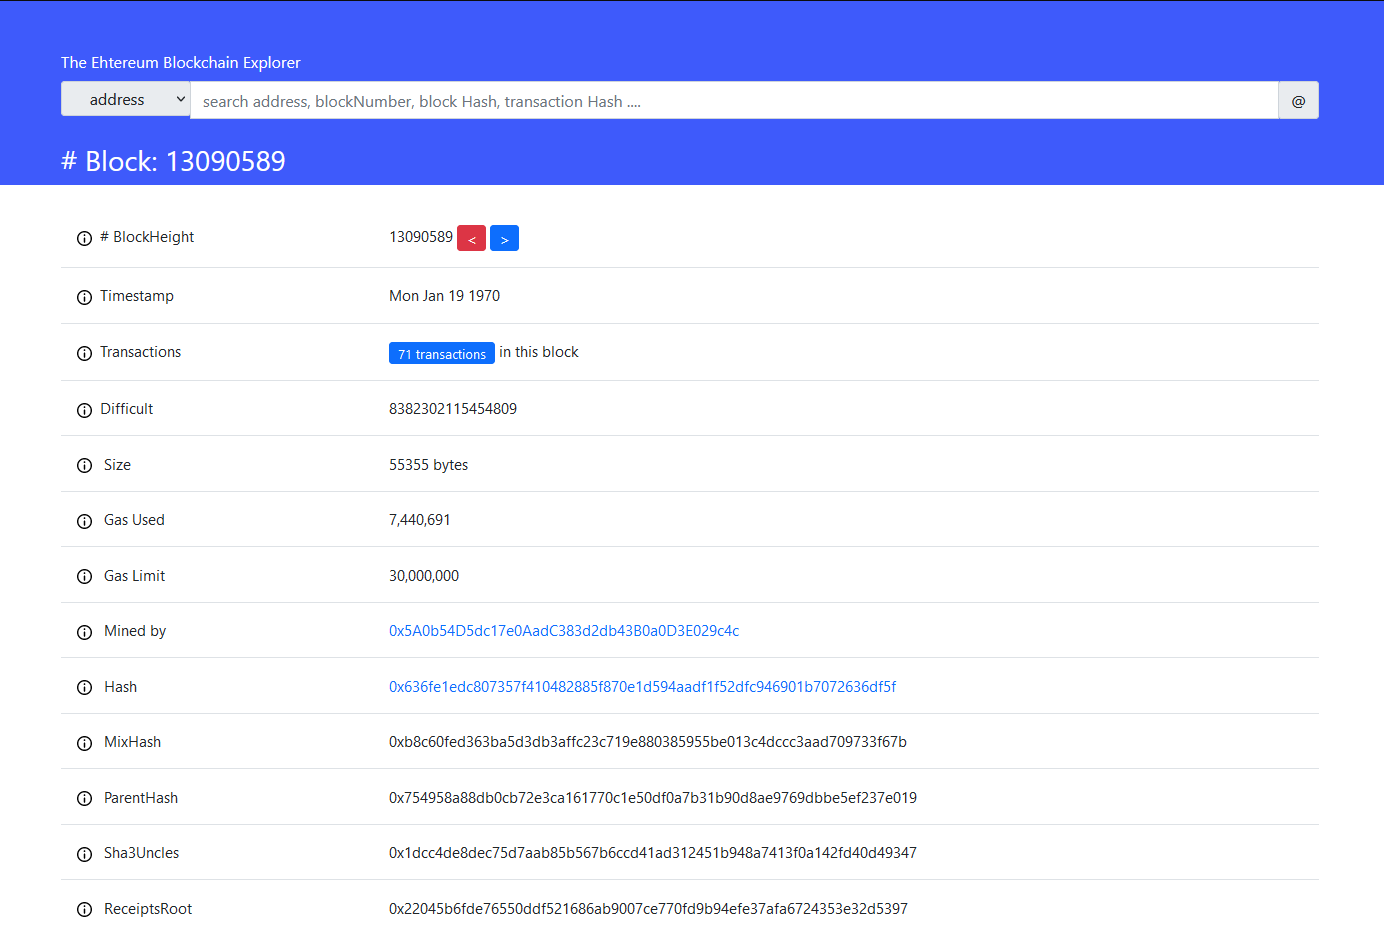 The Ehtereum Blockchain Explorer
address search address, blockNumber, block Hash, transaction Hash .... @
# Block: 13090589
# BlockHeight 13090589 < >
Timestamp Mon Jan 19 1970
Transactions 71 transactions in this block
Difficult 8382302115454809
Size 55355 bytes
Gas Used 7,440,691
Gas Limit 30,000,000
Mined by 0x5A0b54D5dc17e0AadC383d2db43B0a0D3E029c4c
Hash 0x636fe1edc807357f410482885f870e1d594aadf1f52dfc946901b7072636df5f
MixHash 0xb8c60fed363ba5d3db3affc23c719e880385955be013c4dccc3aad709733f67b
ParentHash 0x754958a88db0cb72e3ca161770c1e50df0a7b31b90d8ae9769dbbe5ef237e019
Sha3Uncles 0x1dcc4de8dec75d7aab85b567b6ccd41ad312451b948a7413f0a142fd40d49347
ReceiptsRoot 0x22045b6fde76550ddf521686ab9007ce770fd9b94efe37afa6724353e32d5397